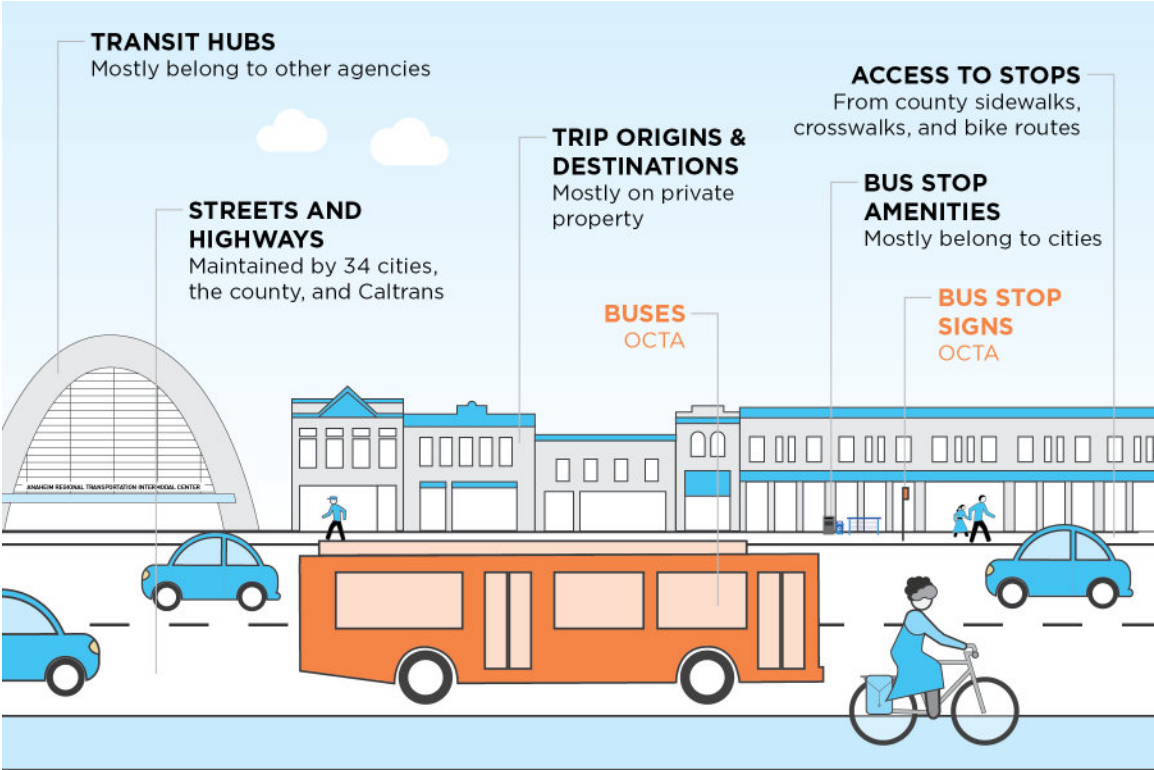 TRANSIT HUBS
Mostly belong to other agencies
ACCESS TO STOPS
From county sidewalks,
crosswalks, and bike routes
TRIP ORIGINS &
DESTINATIONS
Mostly on private
property
BUS STOP
AMENITIES
Mostly belong to cities
STREETS AND
HIGHWAYS
Maintained by 34 cities,
the county, and Caltrans
BUSES
OCTA
BUS STOP
SIGNS
OCTA
ANAHEIM REGIONAL TRANSPORTATION INTERMODAL CENTER